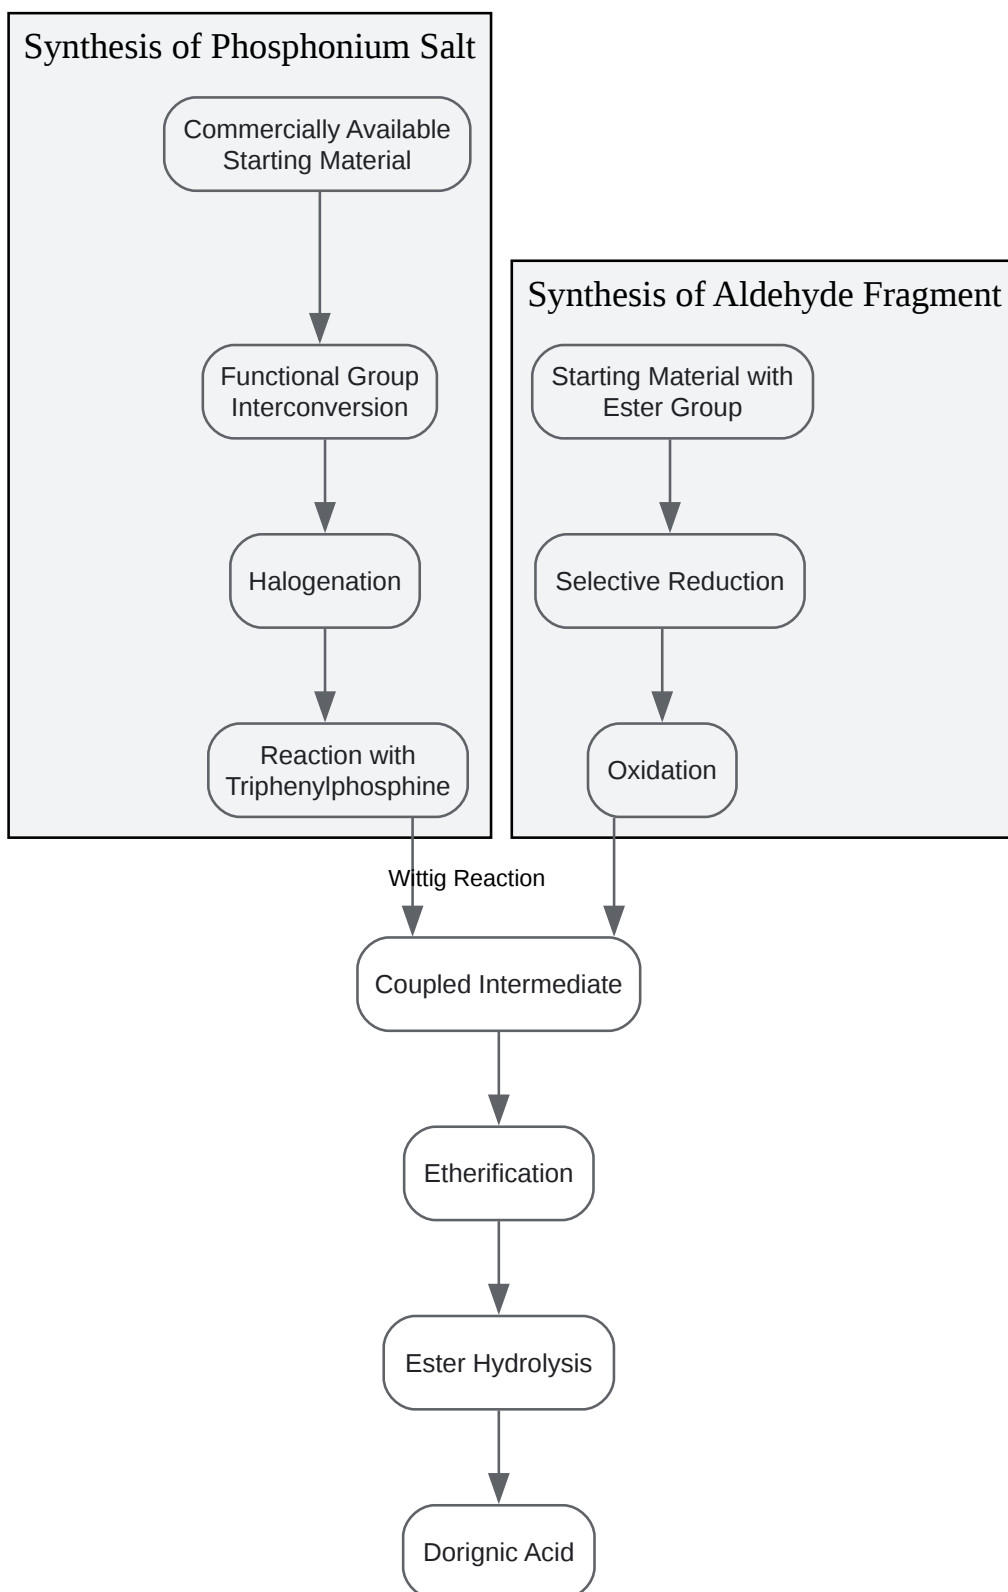 Synthesis of Phosphonium Salt
Commercially Available
Starting Material
Functional Group
Interconversion
Halogenation
Reaction with
Triphenylphosphine
Synthesis of Aldehyde Fragment
Starting Material with
Ester Group
Selective Reduction
Oxidation
Wittig Reaction
Coupled Intermediate
Etherification
Ester Hydrolysis
Dorignic Acid